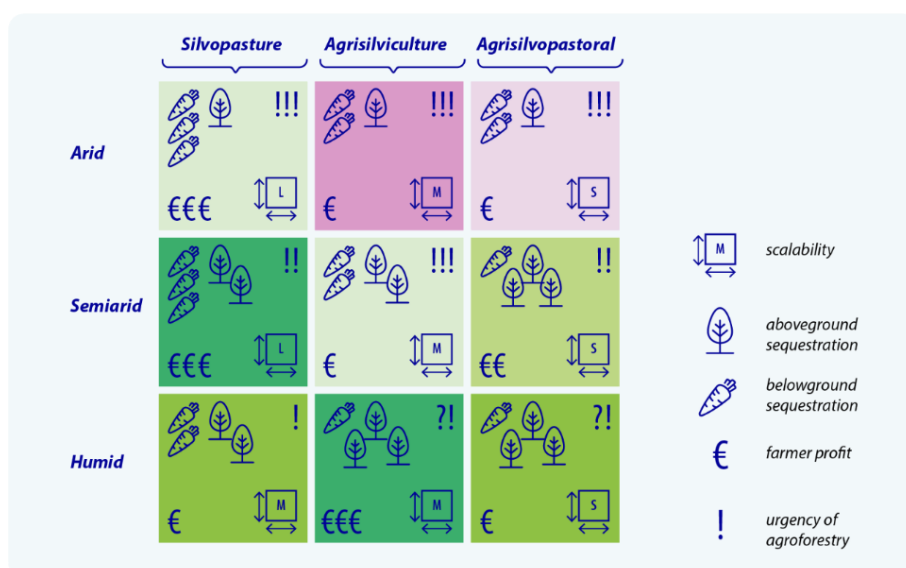 Silvopasture Agrisilviculture Agrisilvopastoral
Arid
!!! !!! !!!
€€€ L € M € S
Semiarid
!! !!! !!
€€€ L € M €€ S
Humid
! ?! ?!
€ M €€€ M € S
M scalability
aboveground
sequestration
belowground
sequestration
€ farmer profit
! urgency of
agroforestry